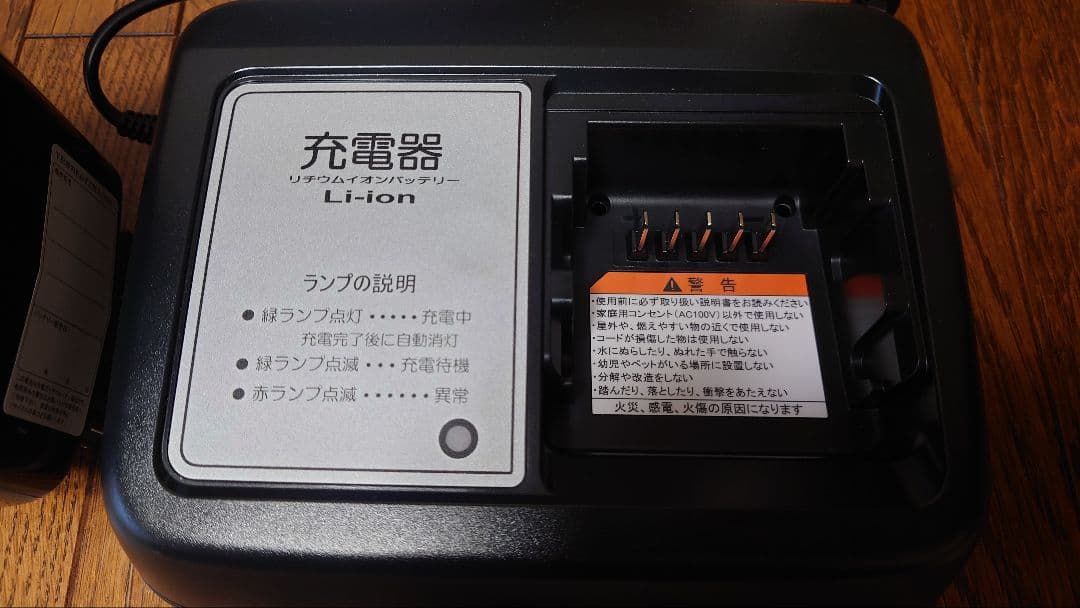 充電器
リチウムイオンバッテリー
Li-ion
ランプの説明
● 緑ランプ点灯・・・・・充電中
充電完了後に自動消灯
● 緑ランプ点滅・・・充電待機
● 赤ランプ点滅・・・・・・異常
警告
・使用前に必ず取り扱い説明書をお読みください
・家庭用コンセント(AC100V)以外で使用しない
・屋外や、燃えやすい物の近くで使用しない
・コードが損傷した物は使用しない
・水にぬらしたり、ぬれた手で触らない
・幼児やペットがいる場所に設置しない
・分解や改造をしない
・踏んだり、落としたり、衝撃をあたえない
火災、感電、火傷の原因になります